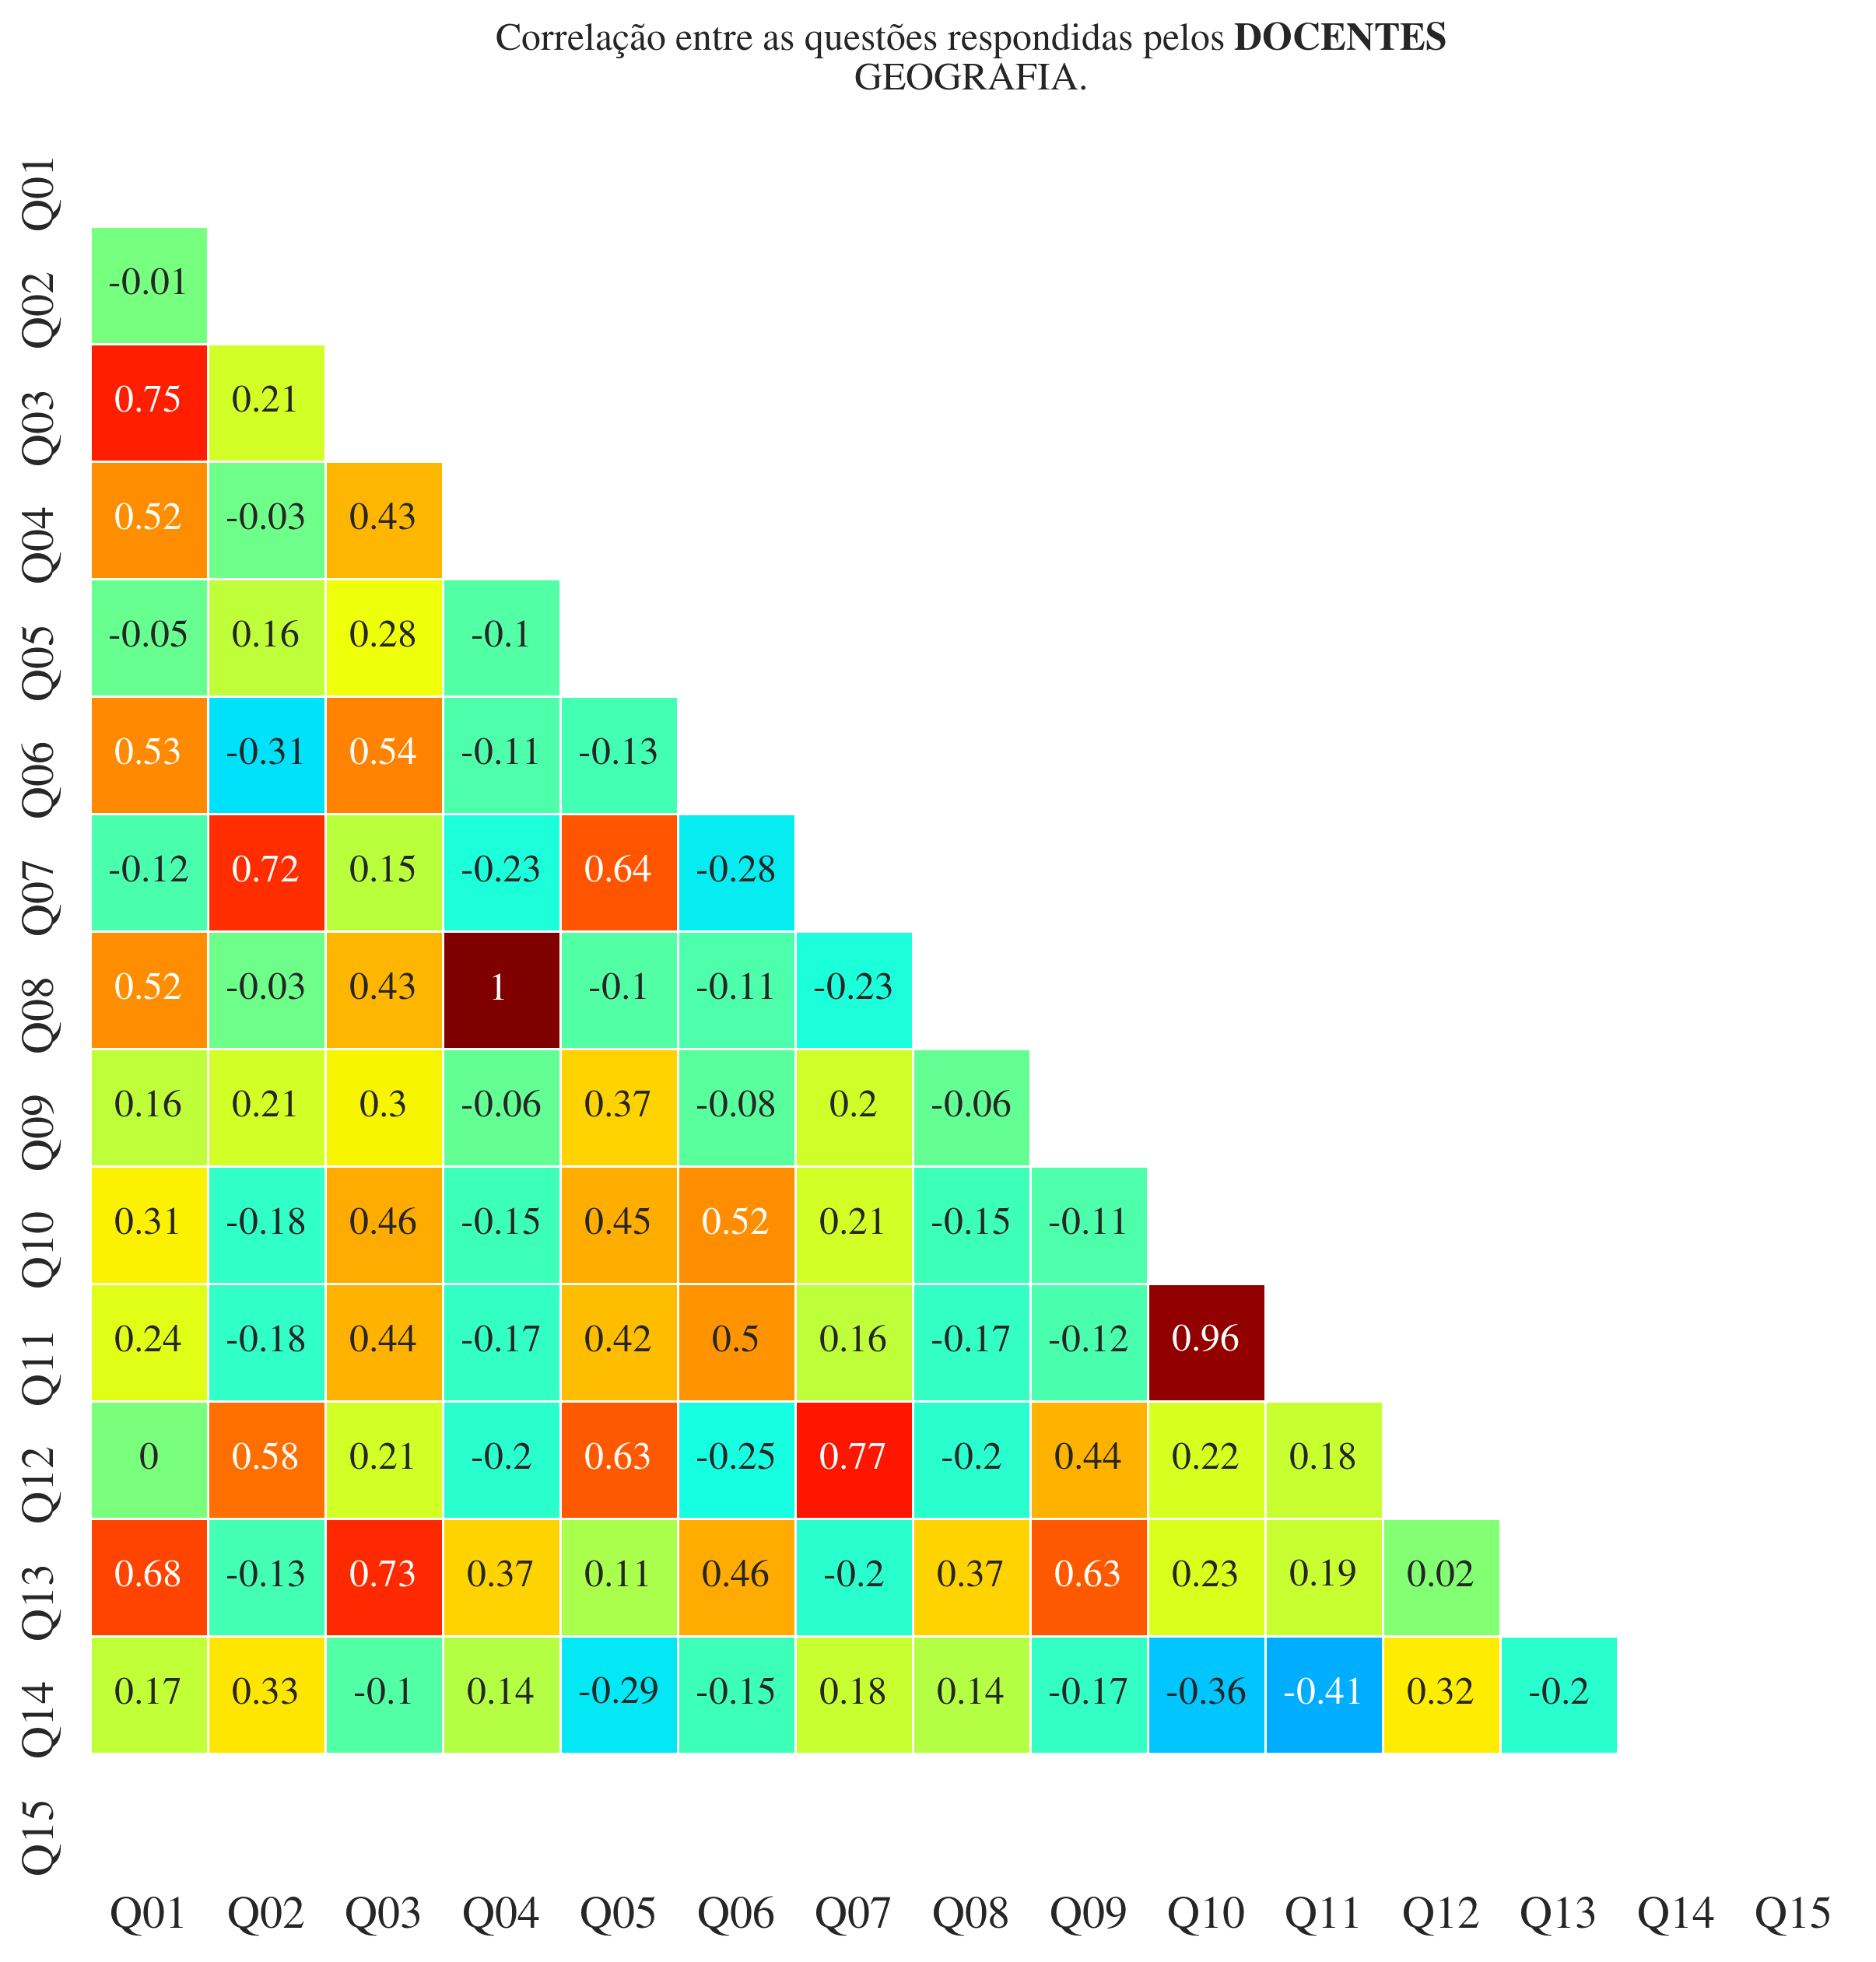 Correlação entre as questões respondidas pelos DOCENTES
GEOGRAFIA.
Q01
Q02 -0.01
Q03 0.75 0.21
Q04 0.52 -0.03 0.43
Q05 -0.05 0.16 0.28 -0.1
Q06 0.53 -0.31 0.54 -0.11 -0.13
Q07 -0.12 0.72 0.15 -0.23 0.64 -0.28
Q08 0.52 -0.03 0.43 1 -0.1 -0.11 -0.23
Q09 0.16 0.21 0.3 -0.06 0.37 -0.08 0.2 -0.06
Q10 0.31 -0.18 0.46 -0.15 0.45 0.52 0.21 -0.15 -0.11
Q11 0.24 -0.18 0.44 -0.17 0.42 0.5 0.16 -0.17 -0.12 0.96
Q12 0 0.58 0.21 -0.2 0.63 -0.25 0.77 -0.2 0.44 0.22 0.18
Q13 0.68 -0.13 0.73 0.37 0.11 0.46 -0.2 0.37 0.63 0.23 0.19 0.02
Q14 0.17 0.33 -0.1 0.14 -0.29 -0.15 0.18 0.14 -0.17 -0.36 -0.41 0.32 -0.2
Q15
Q01 Q02 Q03 Q04 Q05 Q06 Q07 Q08 Q09 Q10 Q11 Q12 Q13 Q14 Q15